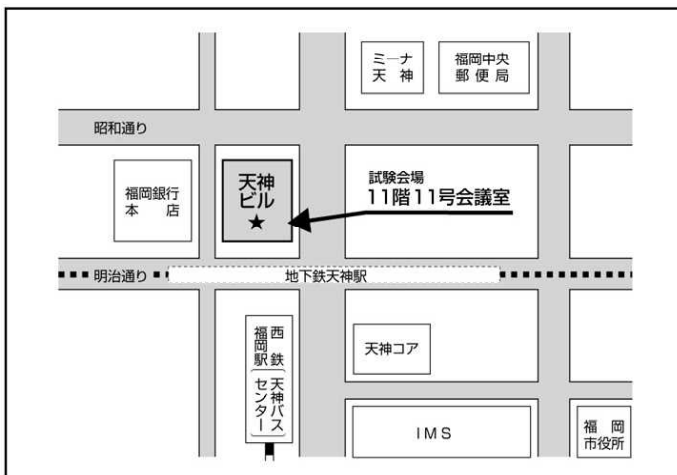 ミーナ
天神
福岡中央
郵便局
昭和通り
福岡銀行
本店
天神
ビル
★
試験会場
11階11号会議室
明治通り
地下鉄天神駅
西鉄
福岡駅
天神バス
センター
天神コア
IMS
福岡
市役所